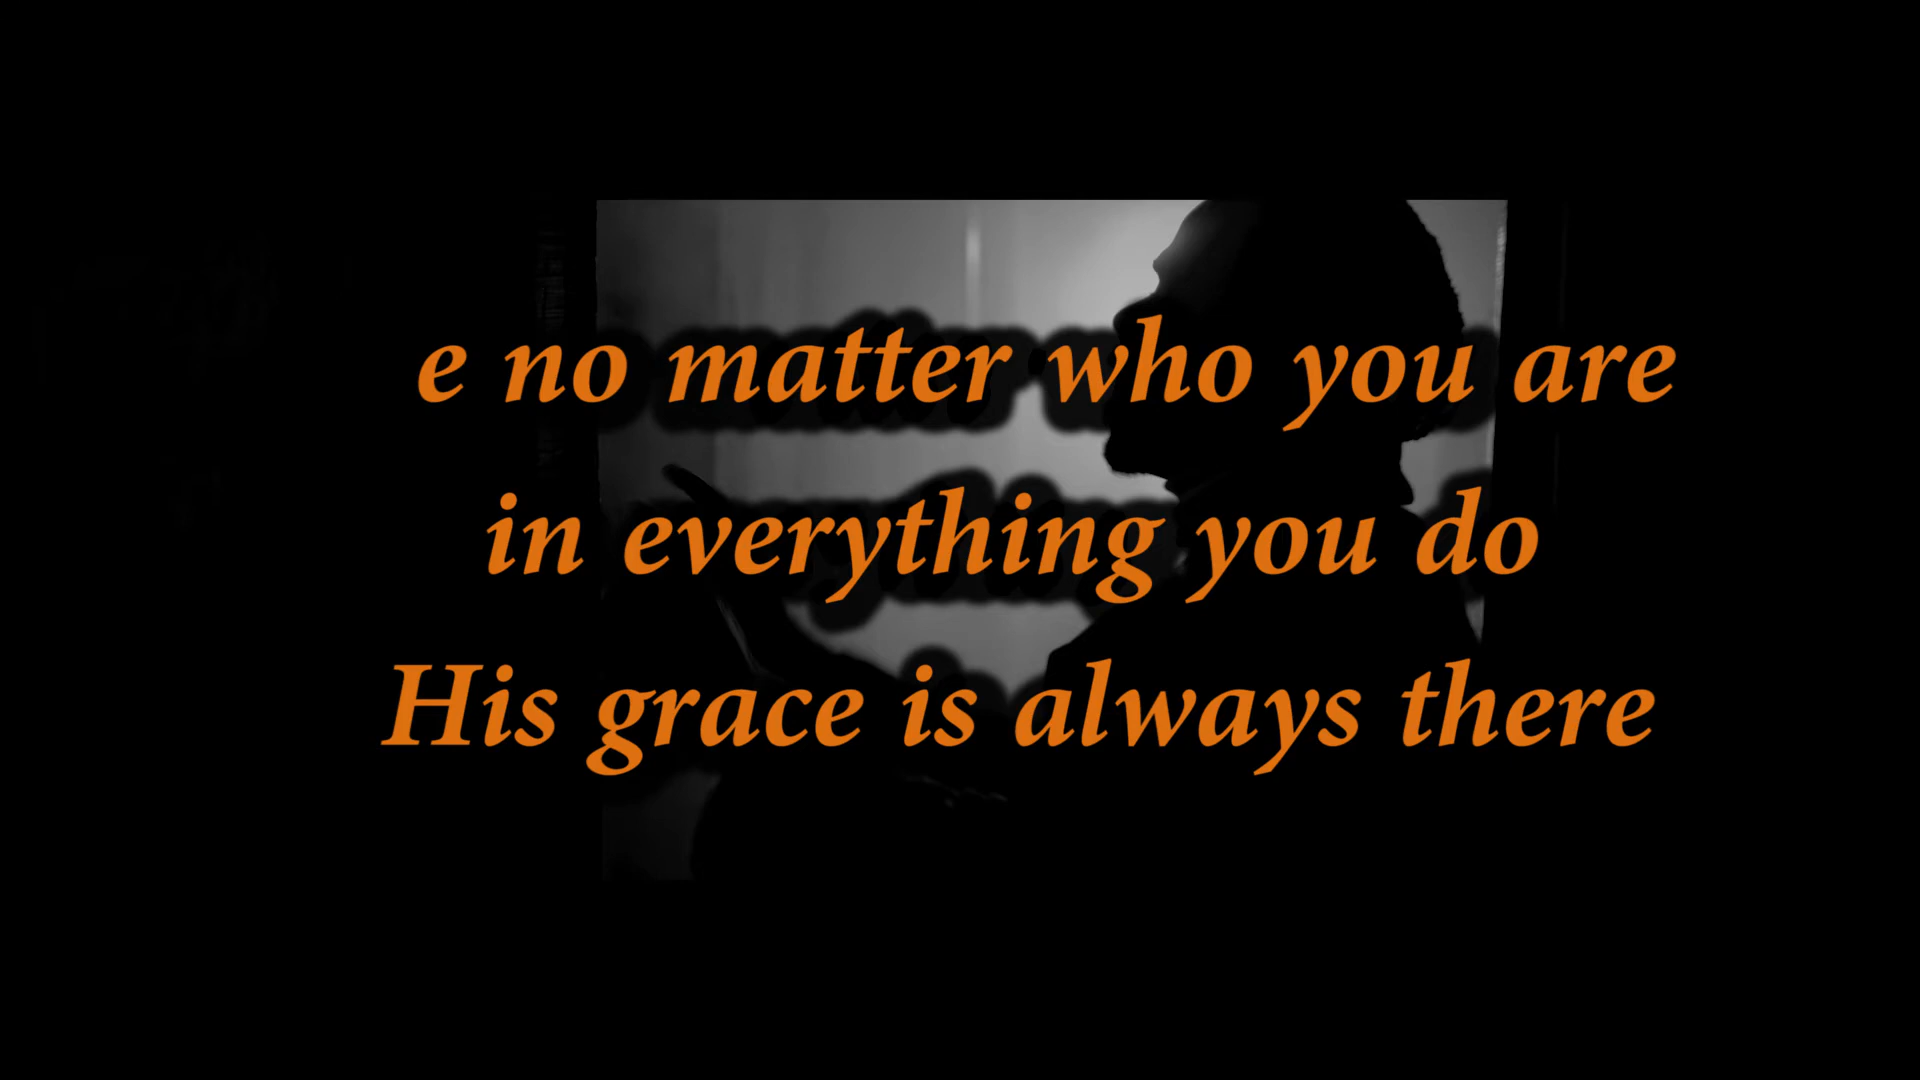 e no matter who you are
in everything you do
His grace is always there